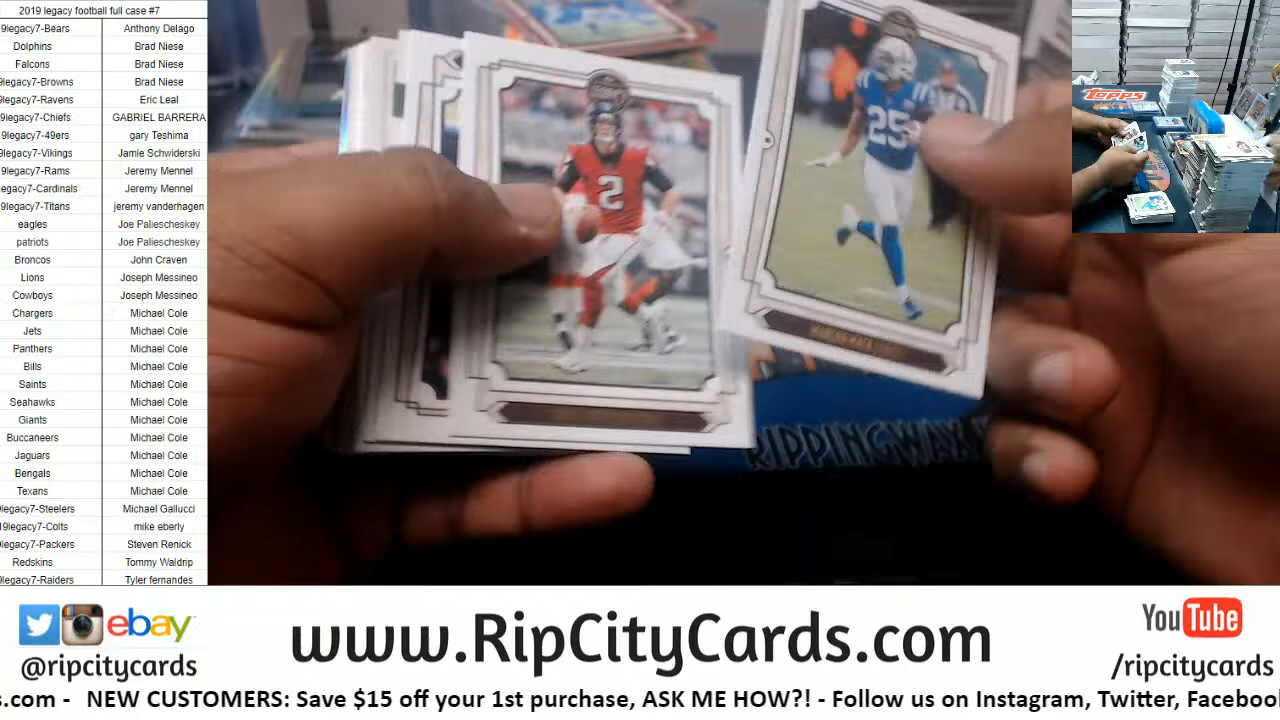 2019 legacy football full case #7
9legacy7-Bears Anthony Delago
Dolphins Brad Niese
Falcons Brad Niese
9legacy7-Browns Brad Niese
9legacy7-Ravens Eric Leal
9legacy7-Chiefs GABRIEL BARRERA
9legacy7-49ers gary Teshima
9legacy7-Vikings Jamie Schwiderski
9legacy7-Rams Jeremy Mennel
egacy7-Cardinals Jeremy Mennel
9legacy7-Titans jeremy vanderhagen
eagles Joe Paliescheskey
patriots Joe Paliescheskey
Broncos John Craven
Lions Joseph Messineo
Cowboys Joseph Messineo
Chargers Michael Cole
Jets Michael Cole
Panthers Michael Cole
Bills Michael Cole
Saints Michael Cole
Seahawks Michael Cole
Giants Michael Cole
Buccaneers Michael Cole
Jaguars Michael Cole
Bengals Michael Cole
Texans Michael Cole
legacy7-Steelers Michael Gallucci
19legacy7-Colts mike eberly
legacy7-Packers Steven Renick
Redskins Tommy Waldrip
9legacy7-Raiders Tyler fernandes
2
25
MARLON MACK
RIPPINGWAX
Topps
ebay
@ripcitycards
www.RipCityCards.com
YouTube
/ripcitycards
s.com - NEW CUSTOMERS: Save $15 off your 1st purchase, ASK ME HOW?! - Follow us on Instagram, Twitter, Facebook